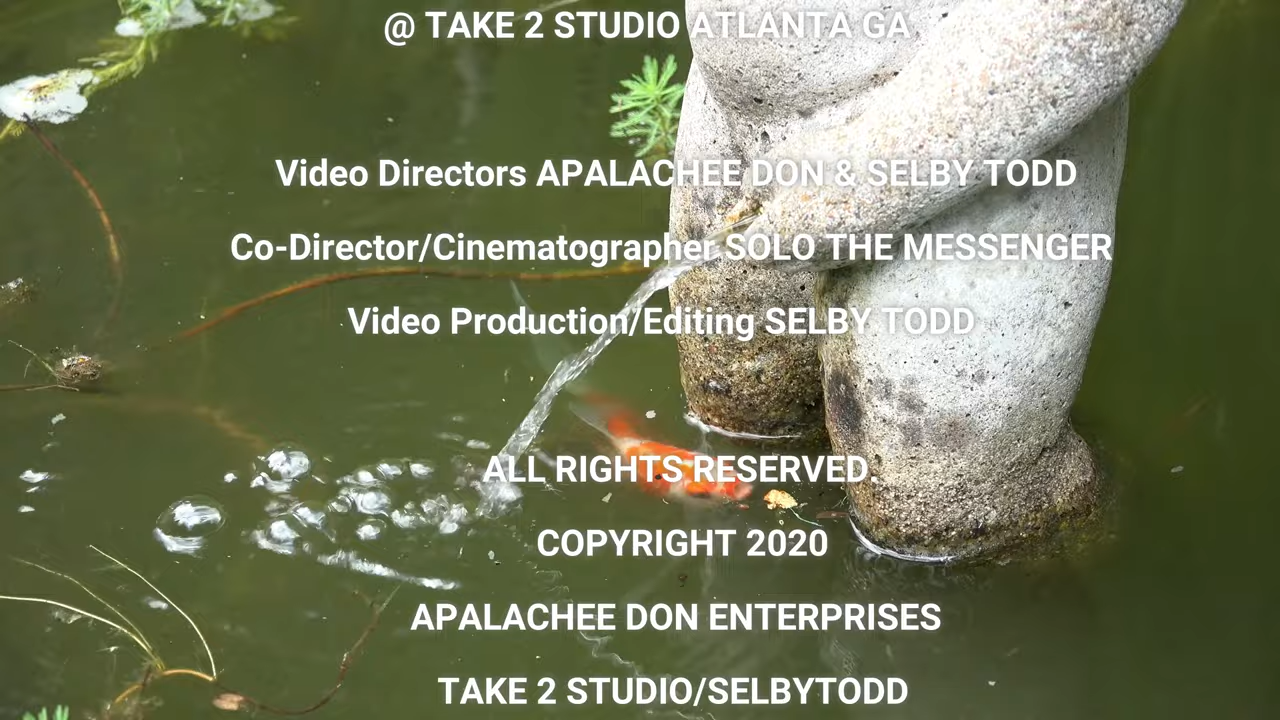 @ TAKE 2 STUDIO ATLANTA GA
Video Directors APALACHEE DON & SELBY TODD
Co-Director/Cinematographer SOLO THE MESSENGER
Video Production/Editing SELBY TODD
ALL RIGHTS RESERVED.
COPYRIGHT 2020
APALACHEE DON ENTERPRISES
TAKE 2 STUDIO/SELBYTODD